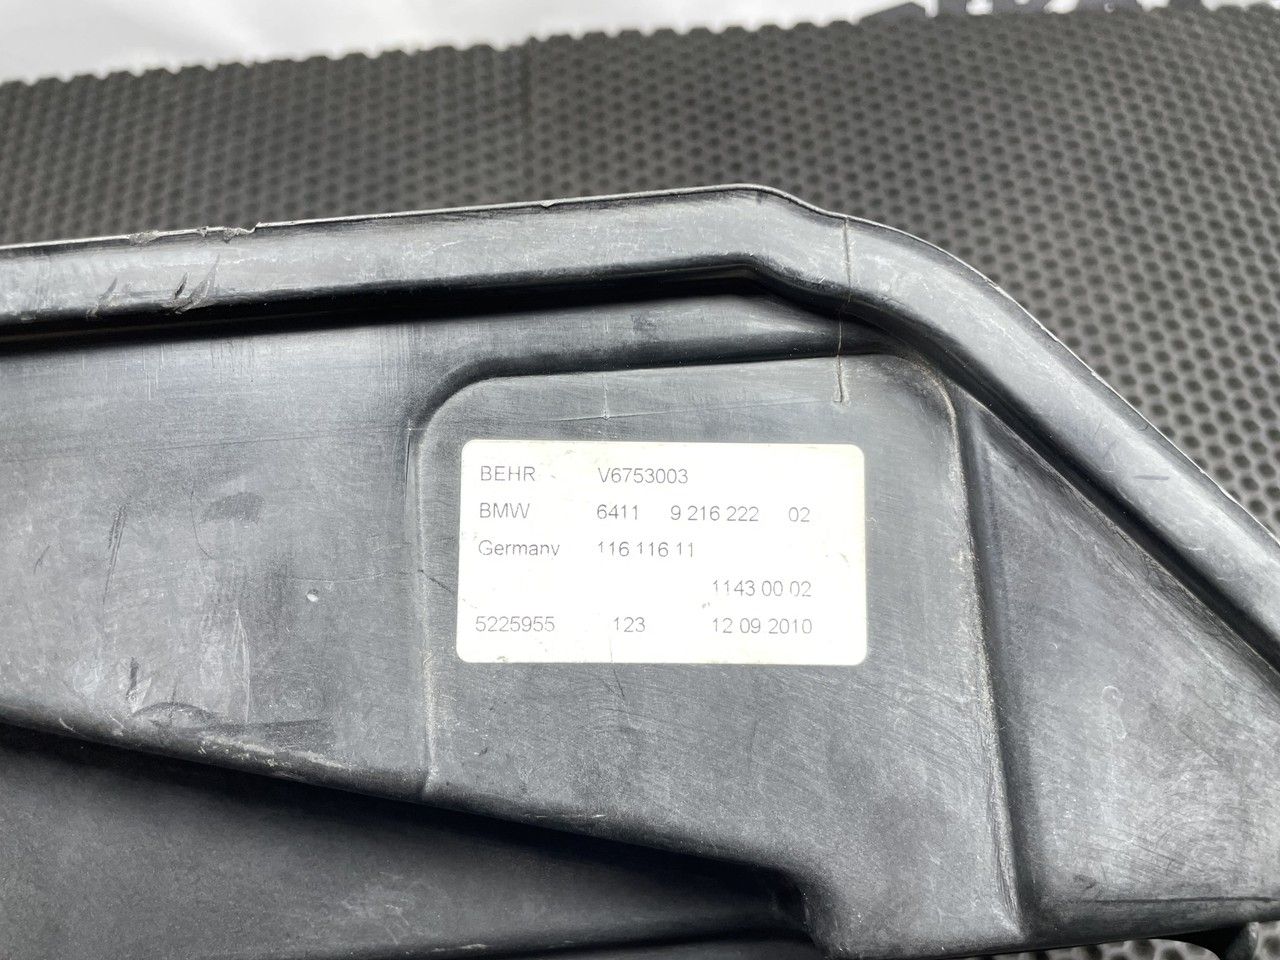 BEHR V6753003
BMW 6411 9 216 222 02
Germany 116 116 11
1143 00 02
5225955 123 12 09 2010